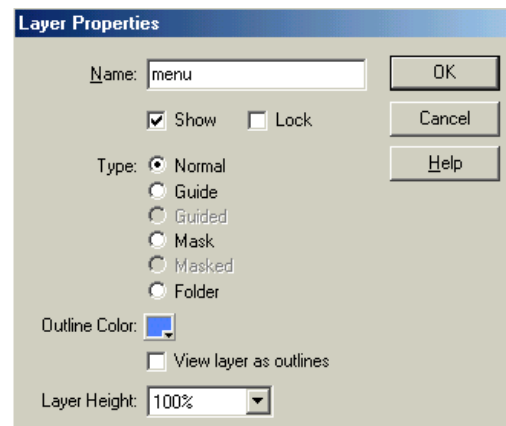 Layer Properties
Name: menu
OK
Show Lock
Cancel
Type: Normal
Help
Guide
Guided
Mask
Masked
Folder
Outline Color:
View layer as outlines
Layer Height: 100%